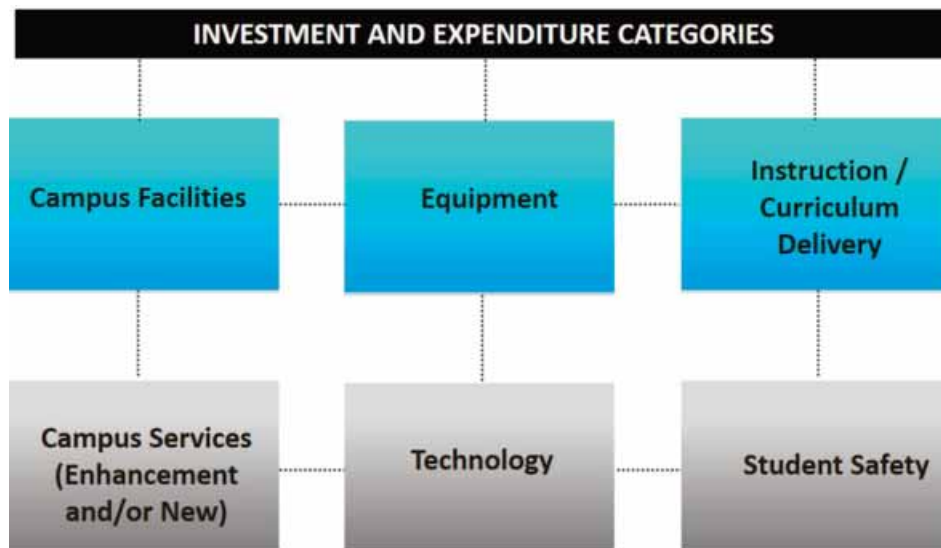 INVESTMENT AND EXPENDITURE CATEGORIES
Campus Facilities
Equipment
Instruction /
Curriculum
Delivery
Campus Services
(Enhancement
and/or New)
Technology
Student Safety